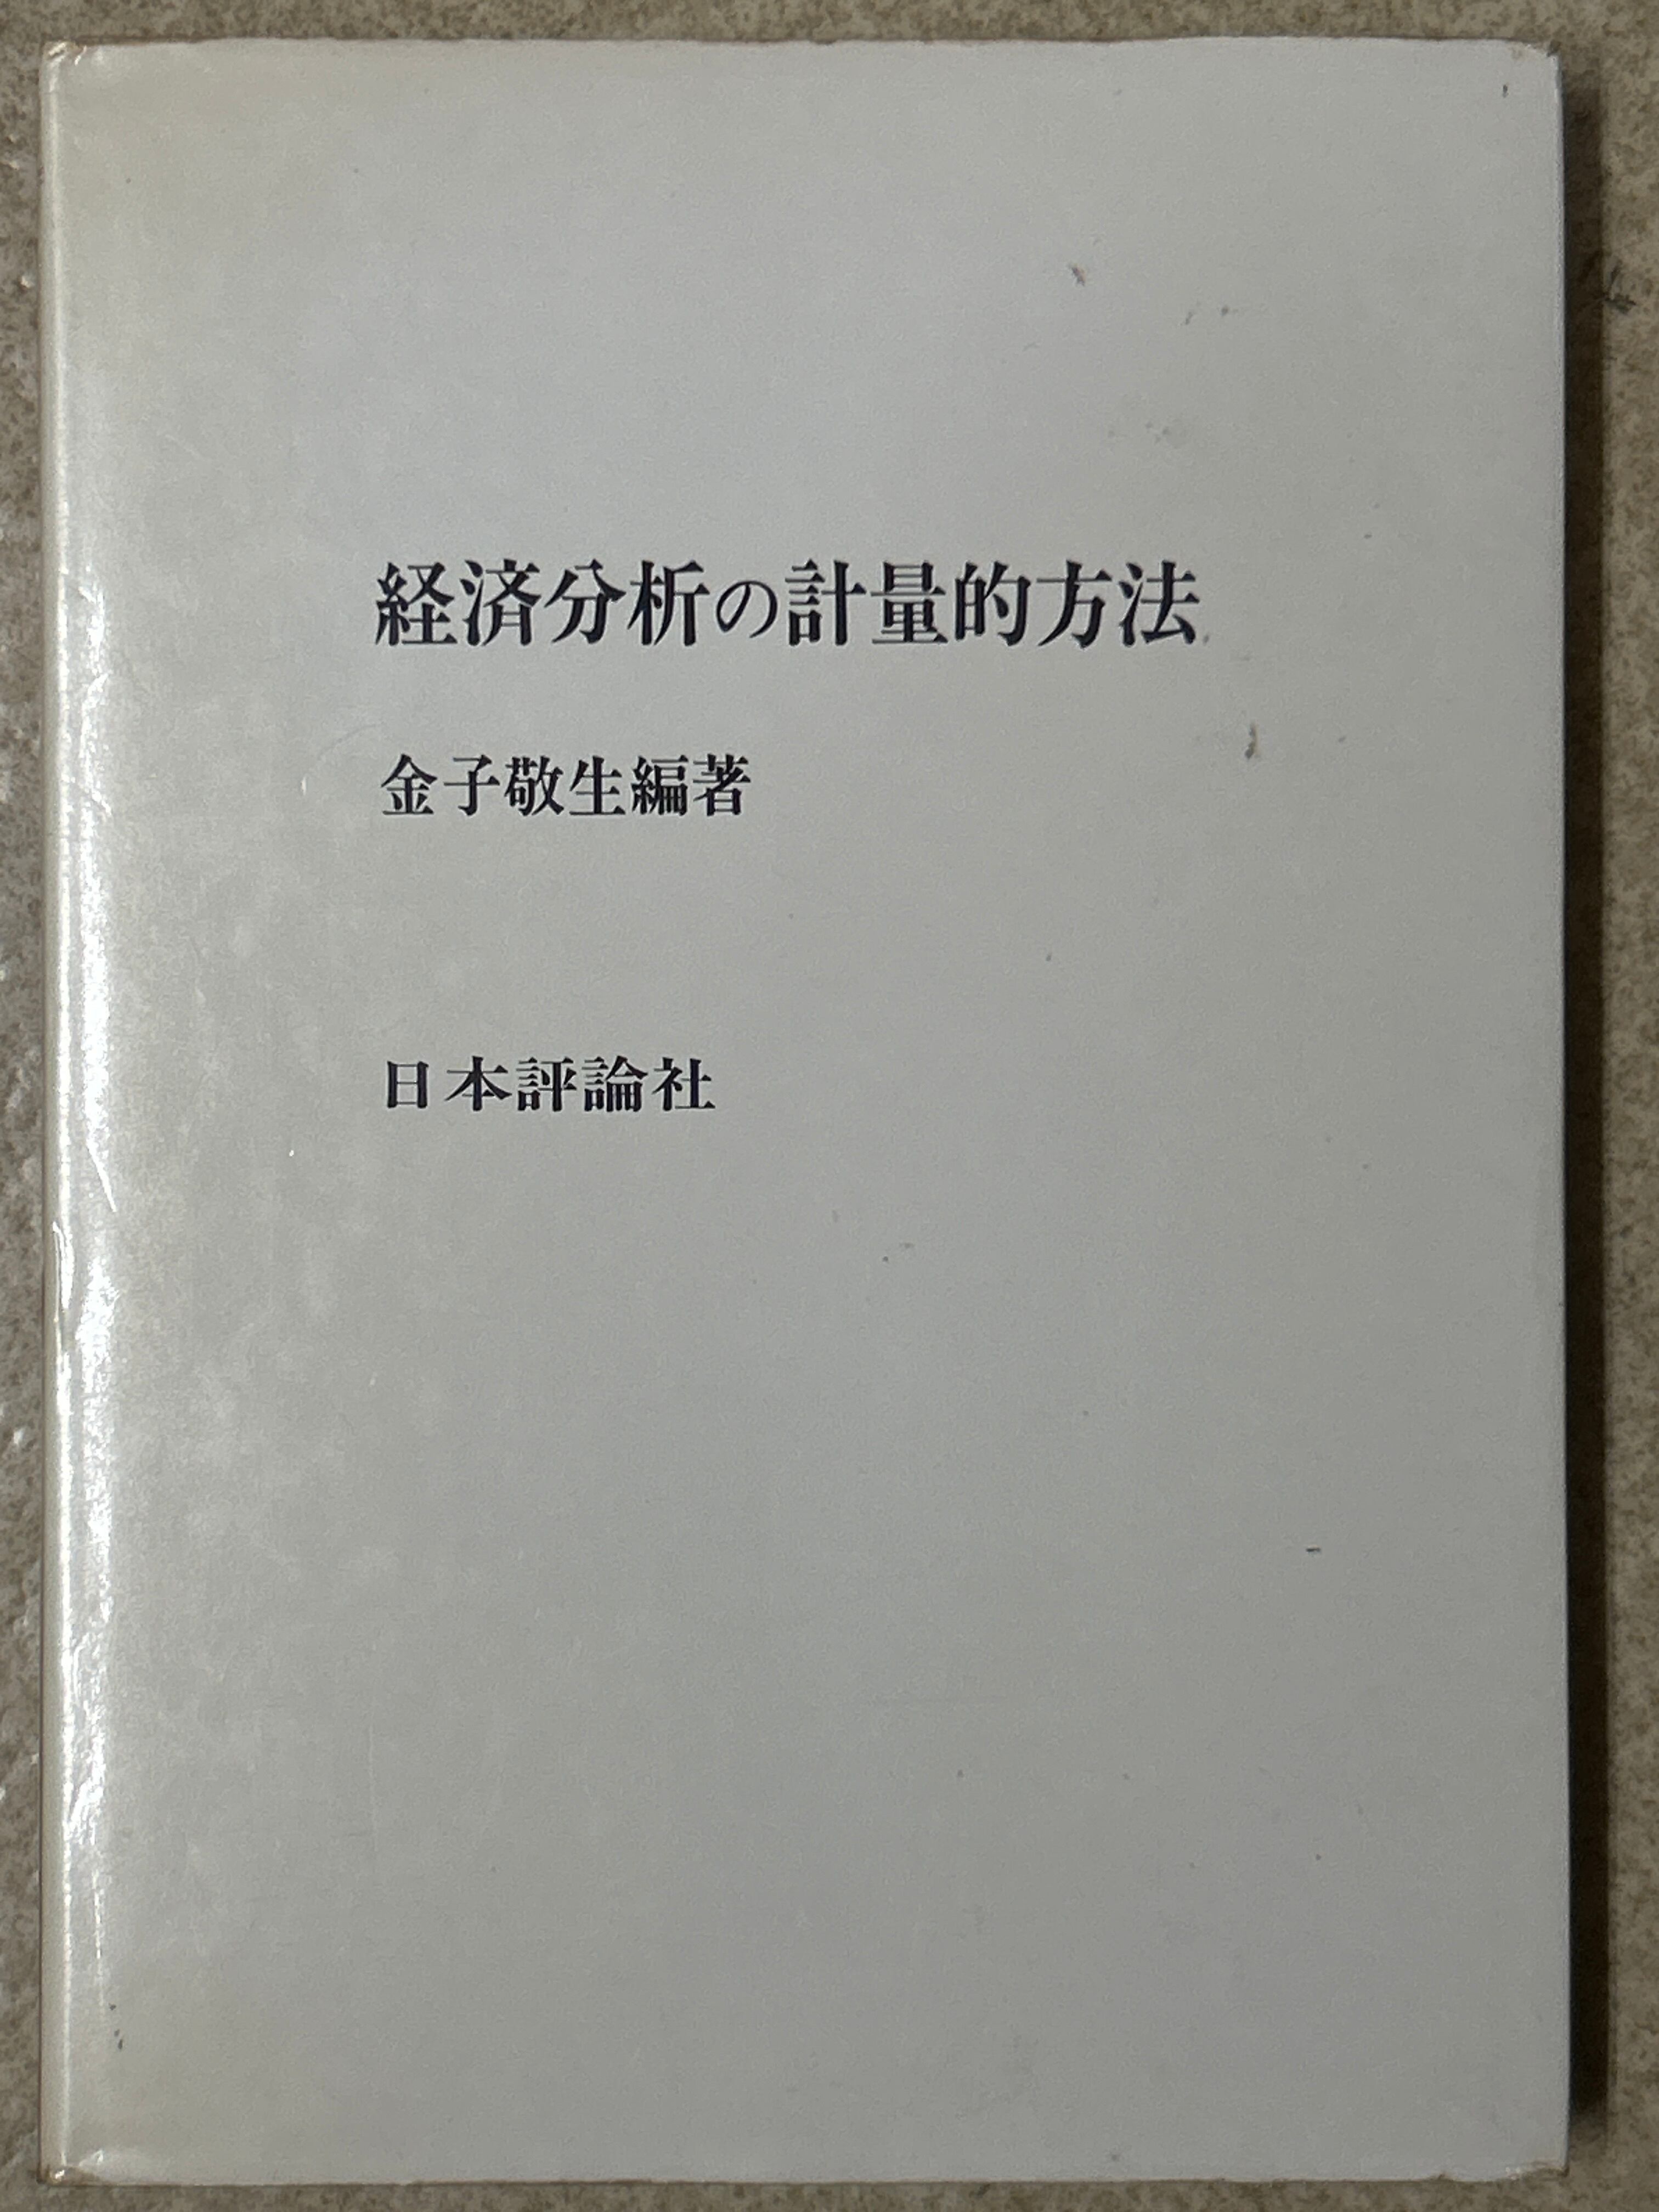 経済分析の計量的方法
金子敬生編著
日本評論社